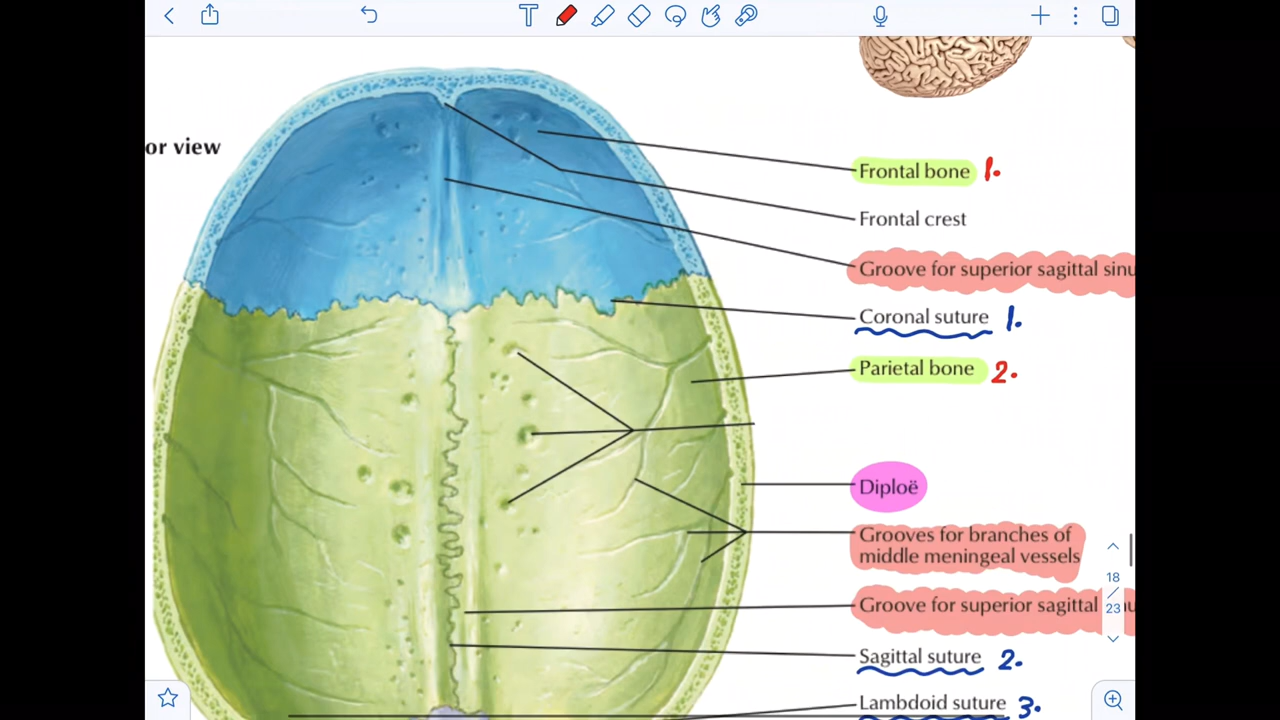 or view
Frontal bone 1.
Frontal crest
Groove for superior sagittal sinu
Coronal suture 1.
Parietal bone 2.
Diploë
Grooves for branches of
middle meningeal vessels
18
/
23
Groove for superior sagittal nu
Sagittal suture 2.
Lambdoid suture 3.